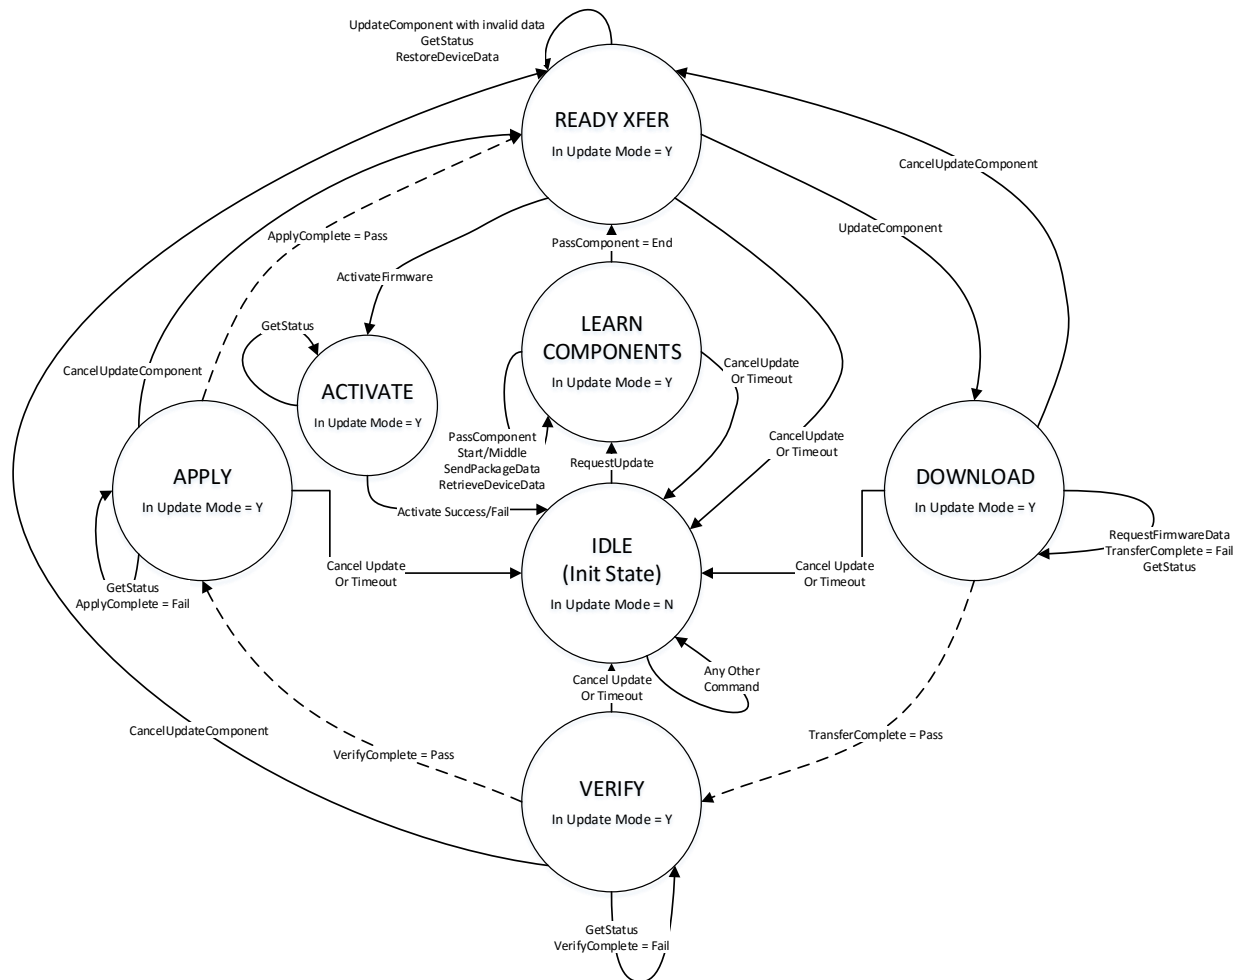 UpdateComponent with invalid data
GetStatus
RestoreDeviceData
READY XFER
In Update Mode = Y
CancelUpdateComponent
UpdateComponent
ApplyComplete = Pass
PassComponent = End
ActivateFirmware
LEARN
COMPONENTS
In Update Mode = Y
GetStatus
CancelUpdate
Or Timeout
CancelUpdateComponent
ACTIVATE
In Update Mode = Y
PassComponent
Start/Middle
SendPackageData
RetrieveDeviceData
RequestUpdate
CancelUpdate
Or Timeout
APPLY
In Update Mode = Y
DOWNLOAD
In Update Mode = Y
Activate Success/Fail
IDLE
(Init State)
In Update Mode = N
RequestFirmwareData
TransferComplete = Fail
GetStatus
Cancel Update
Or Timeout
Cancel Update
Or Timeout
GetStatus
ApplyComplete = Fail
Any Other
Command
Cancel Update
Or Timeout
CancelUpdateComponent
VerifyComplete = Pass
TransferComplete = Pass
VERIFY
In Update Mode = Y
GetStatus
VerifyComplete = Fail